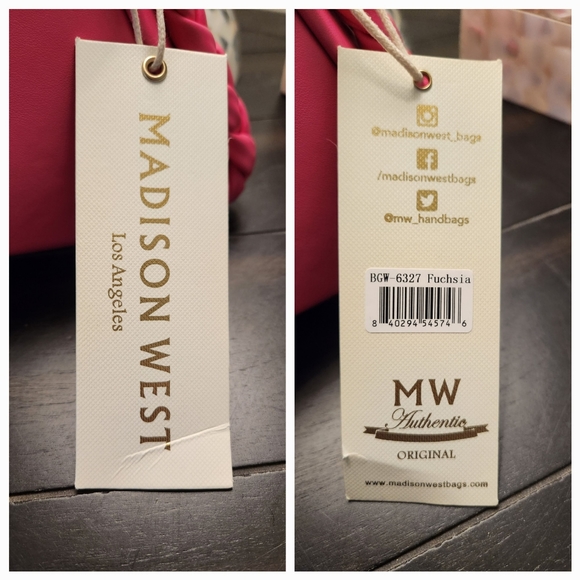 MADISON WEST
Los Angeles
@madisonwest_bags
/madisonwestbags
@mw_handbags
BGW-6327 Fuchsia
8 40294 54574 6
MW
Authentic
ORIGINAL
www.madisonwestbags.com